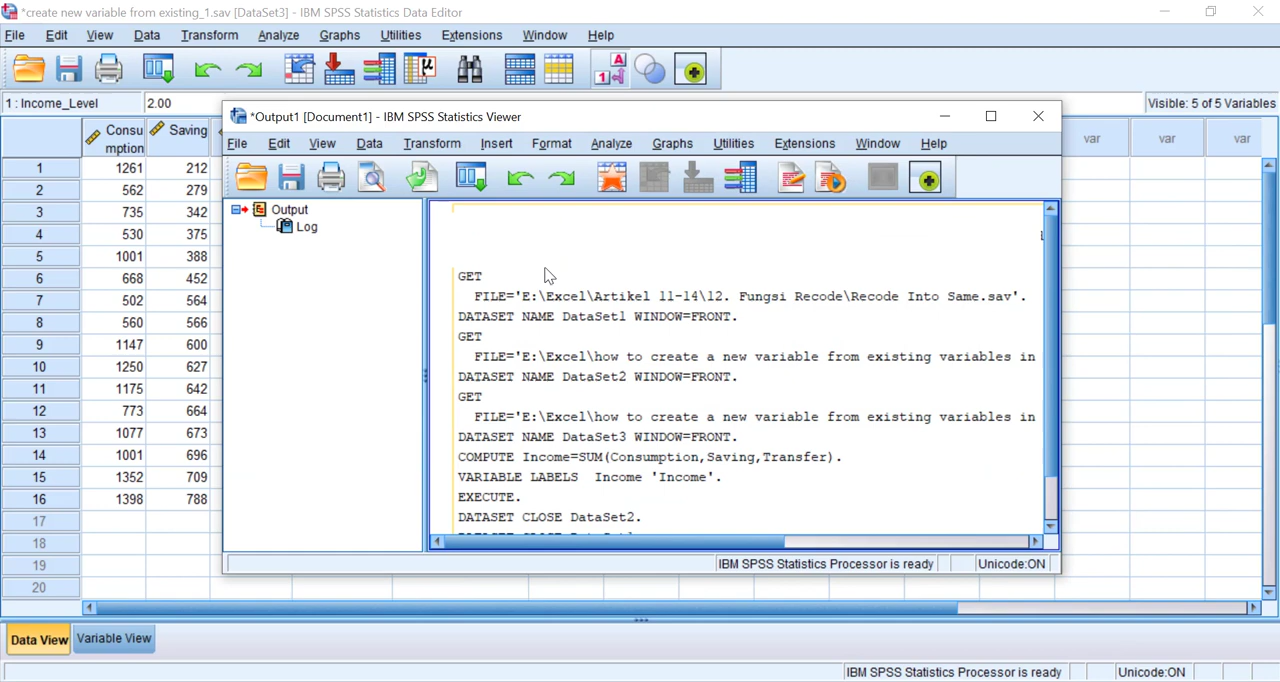 *create new variable from existing_1.sav [DataSet3] - IBM SPSS Statistics Data Editor
File Edit View Data Transform Analyze Graphs Utilities Extensions Window Help
1 : Income_Level 2.00 Visible: 5 of 5 Variables
Consu
mption Saving var var var
1 1261 212
2 562 279
3 735 342
4 530 375
5 1001 388
6 668 452
7 502 564
8 560 566
9 1147 600
10 1250 627
11 1175 642
12 773 664
13 1077 673
14 1001 696
15 1352 709
16 1398 788
17
18
19
20
*Output1 [Document1] - IBM SPSS Statistics Viewer
File Edit View Data Transform Insert Format Analyze Graphs Utilities Extensions Window Help
Output
Log
GET
FILE='E:\Excel\Artikel 11-14\12. Fungsi Recode\Recode Into Same.sav'.
DATASET NAME DataSet1 WINDOW=FRONT.
GET
FILE='E:\Excel\how to create a new variable from existing variables in
DATASET NAME DataSet2 WINDOW=FRONT.
GET
FILE='E:\Excel\how to create a new variable from existing variables in
DATASET NAME DataSet3 WINDOW=FRONT.
COMPUTE Income=SUM(Consumption,Saving,Transfer).
VARIABLE LABELS Income 'Income'.
EXECUTE.
DATASET CLOSE DataSet2.
IBM SPSS Statistics Processor is ready Unicode:ON
Data View Variable View
IBM SPSS Statistics Processor is ready Unicode:ON